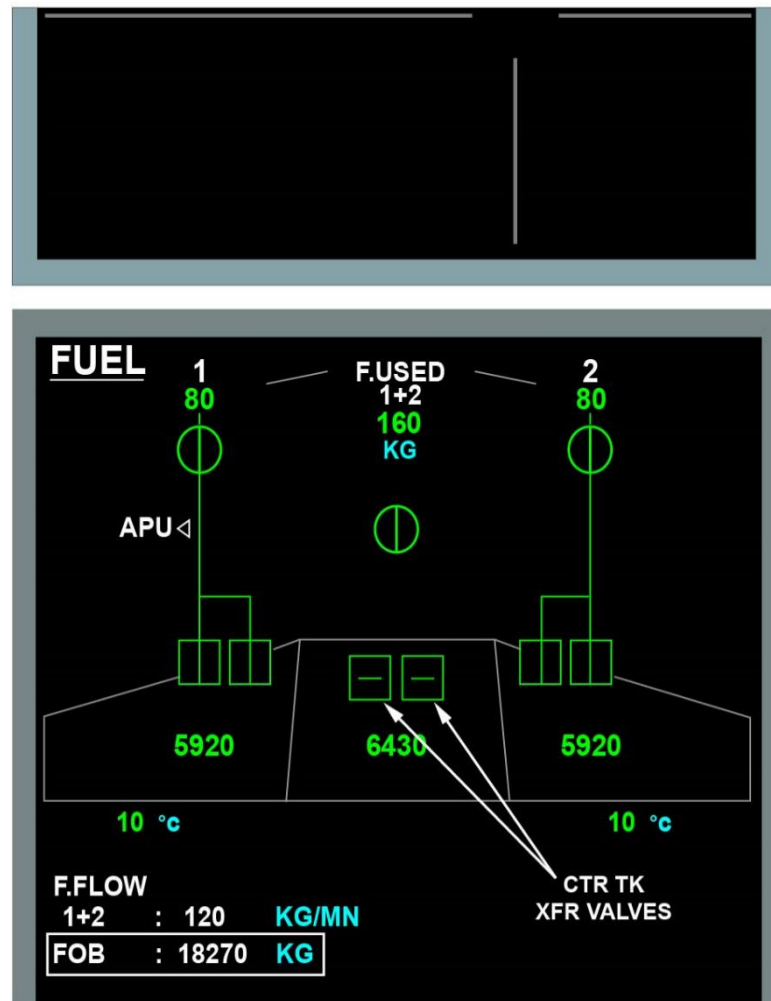 FUEL
1 F.USED 2
80 1+2 80
160
KG
APU
5920 6430 5920
10 °c 10 °c
CTR TK
XFR VALVES
F.FLOW
1+2 : 120 KG/MN
FOB : 18270 KG